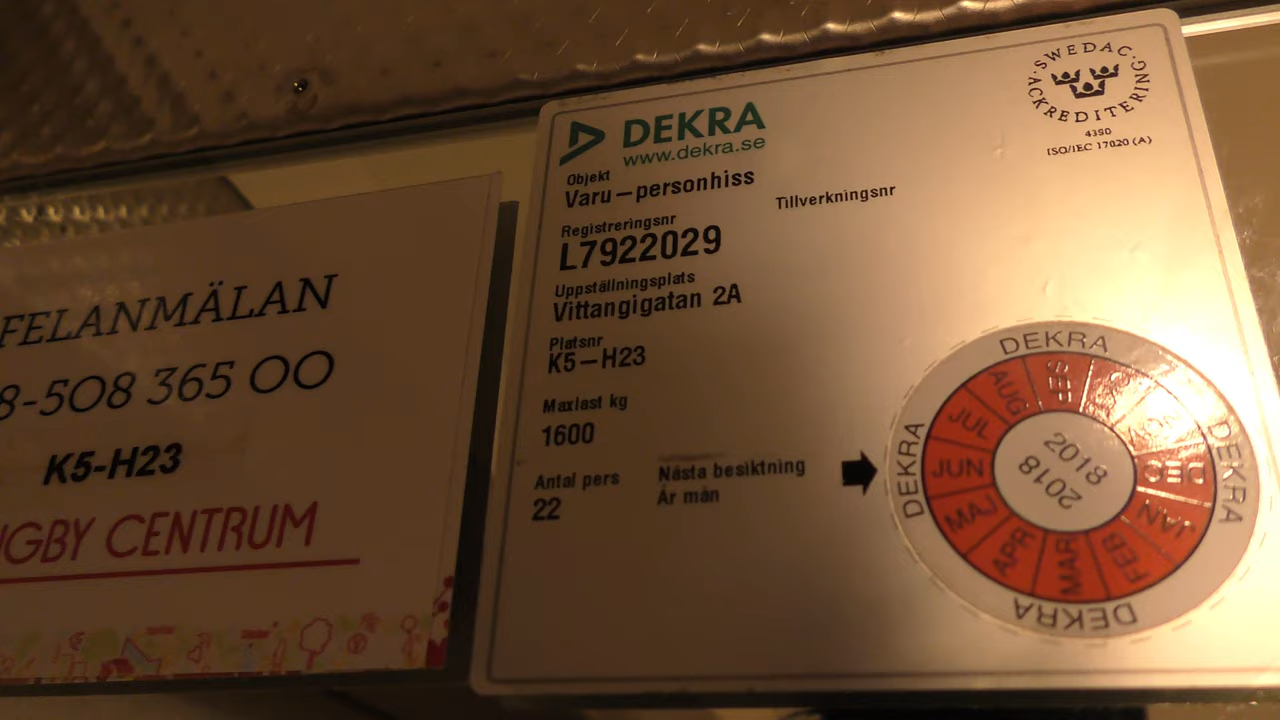 FELANMÄLAN
8-508 365 00
K5-H23
NGBY CENTRUM
DEKRA
www.dekra.se
Objekt
Varu-personhiss
Tillverkningsnr
Registreringsnr
L7922029
Uppställningsplats
Vittangigatan 2A
Platsnr
K5-H23
Maxlast kg
1600
Antal pers
22
Nästa besiktning
År mån
SWEDAC
ACKREDITERING
4350
ISO/IEC 17020 (A)
DEKRA
DEKRA
DEKRA
DEKRA
JAN
FEB
MAR
APR
MAJ
JUN
JUL
AUG
SEP
DEC
2018
2018